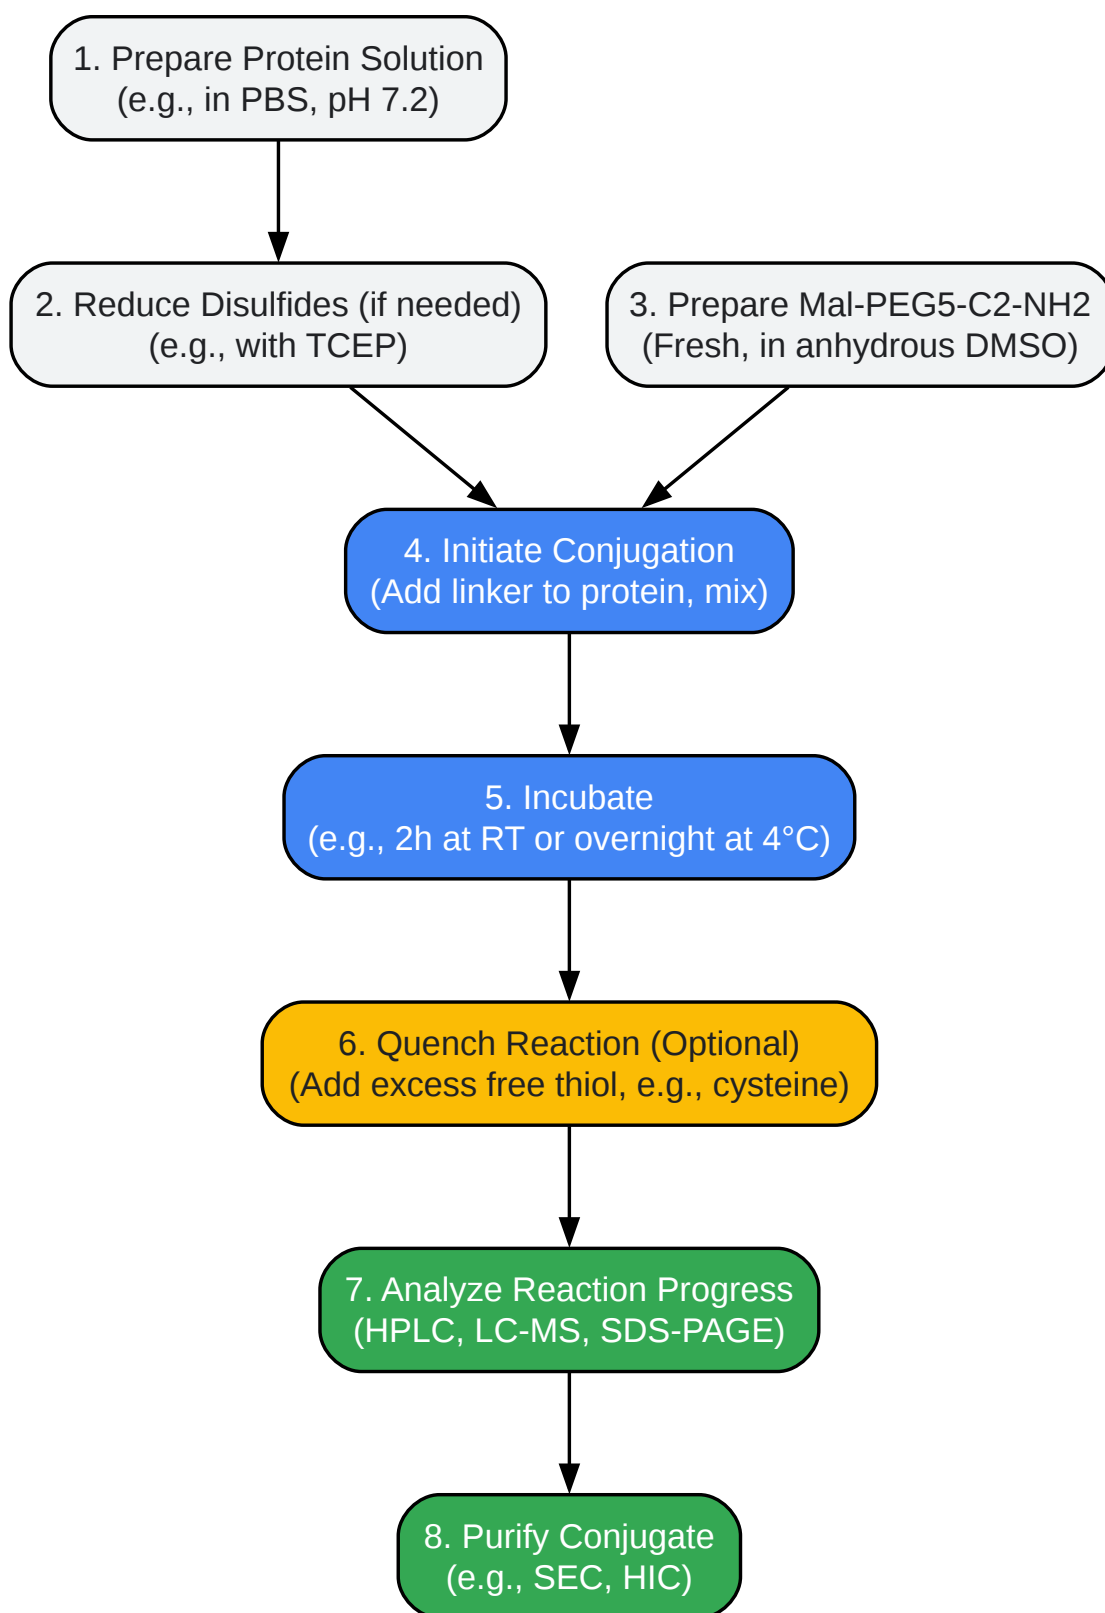 1. Prepare Protein Solution
(e.g., in PBS, pH 7.2)
2. Reduce Disulfides (if needed)
(e.g., with TCEP)
3. Prepare Mal-PEG5-C2-NH2
(Fresh, in anhydrous DMSO)
4. Initiate Conjugation
(Add linker to protein, mix)
5. Incubate
(e.g., 2h at RT or overnight at 4°C)
6. Quench Reaction (Optional)
(Add excess free thiol, e.g., cysteine)
7. Analyze Reaction Progress
(HPLC, LC-MS, SDS-PAGE)
8. Purify Conjugate
(e.g., SEC, HIC)